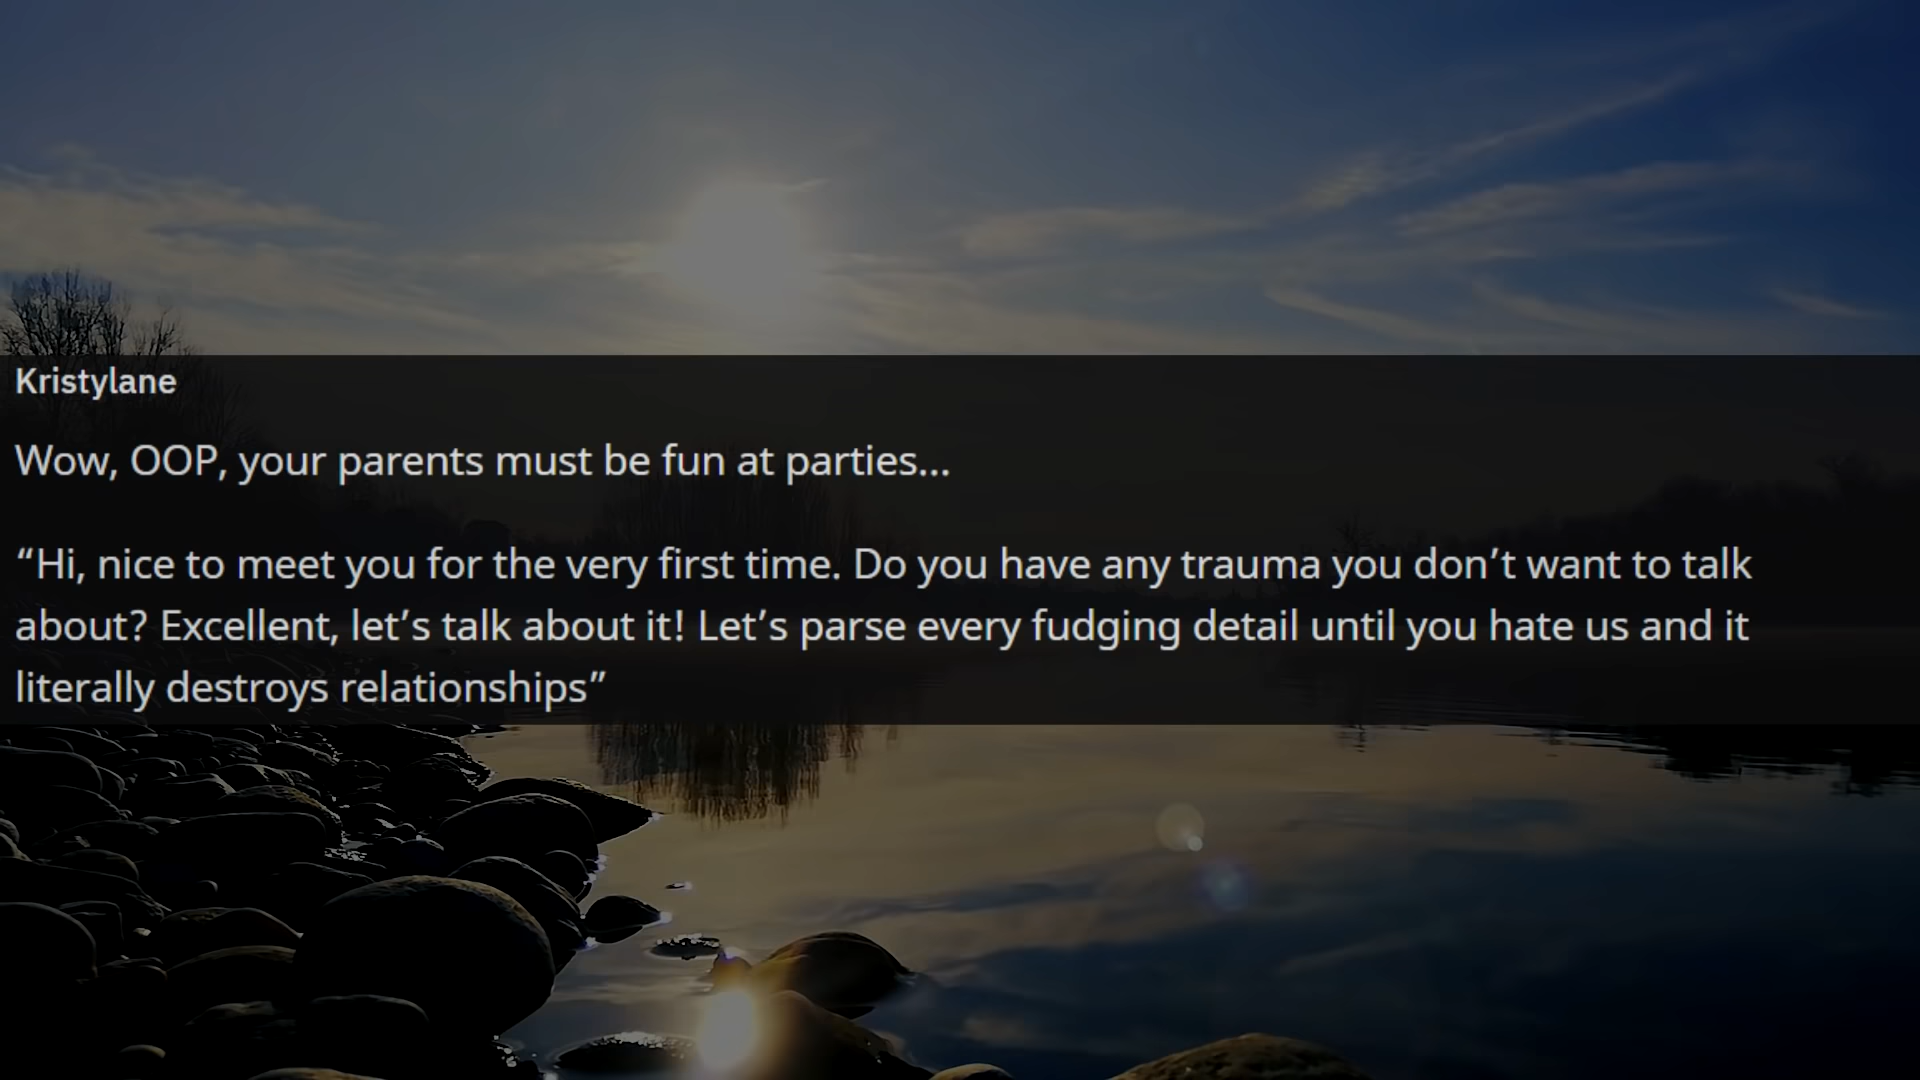 Kristylane
Wow, OOP, your parents must be fun at parties...
“Hi, nice to meet you for the very first time. Do you have any trauma you don’t want to talk
about? Excellent, let’s talk about it! Let’s parse every fudging detail until you hate us and it
literally destroys relationships”